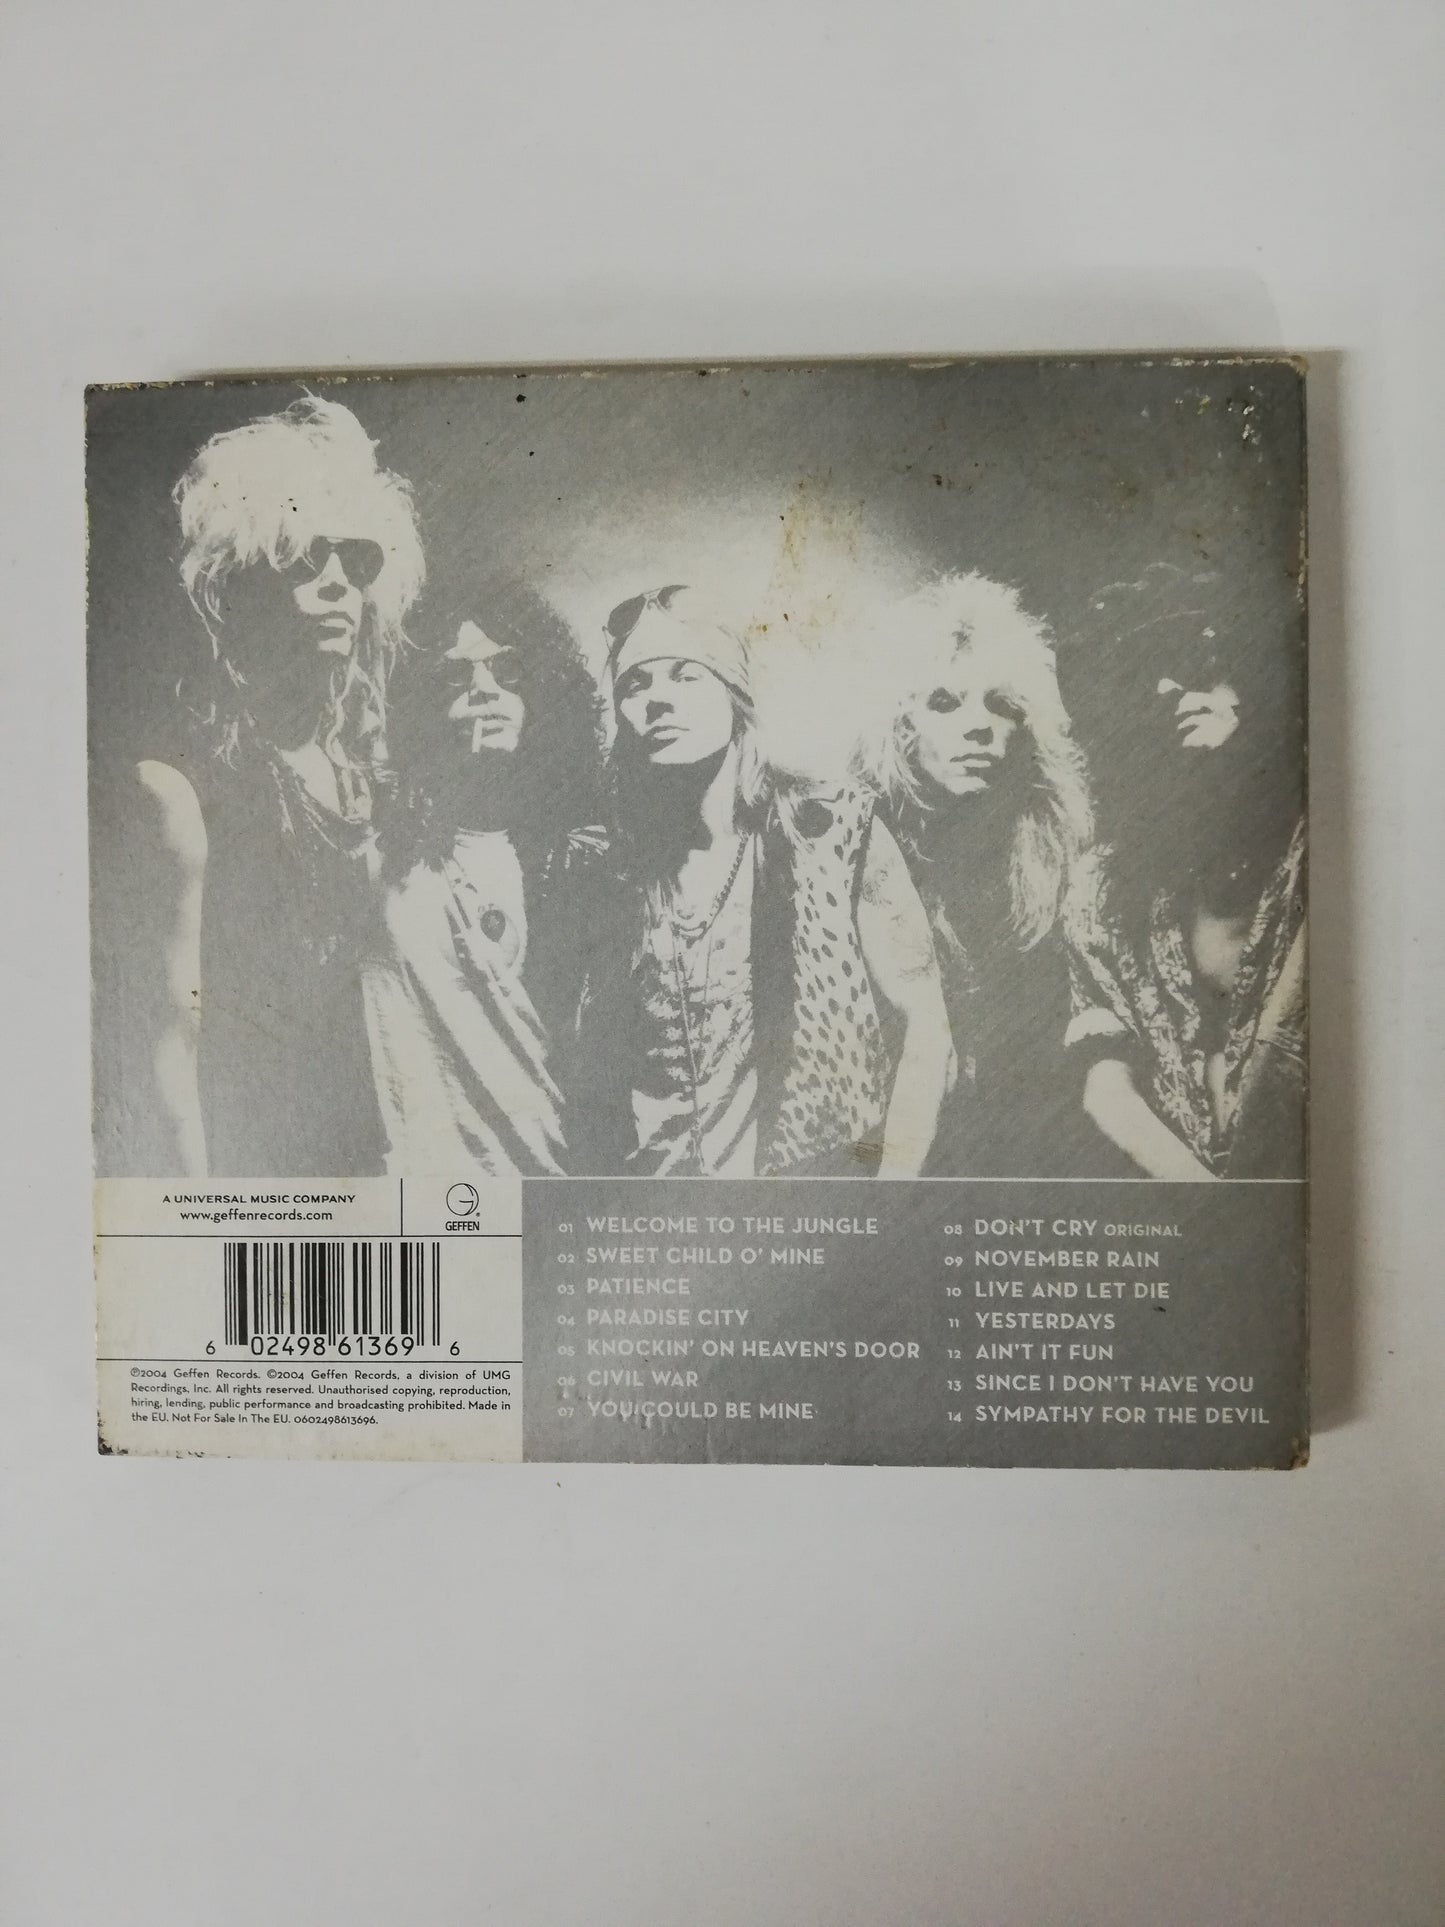 A UNIVERSAL MUSIC COMPANY
www.geffenrecords.com
GEFFEN
6 02498 61369 6
℗2004 Geffen Records. ©2004 Geffen Records, a division of UMG
Recordings, Inc. All rights reserved. Unauthorised copying, reproduction,
hiring, lending, public performance and broadcasting prohibited. Made in
the EU. Not For Sale In The EU. 0602498613696.
01 WELCOME TO THE JUNGLE
02 SWEET CHILD O' MINE
03 PATIENCE
04 PARADISE CITY
05 KNOCKIN' ON HEAVEN'S DOOR
06 CIVIL WAR
07 YOU COULD BE MINE
08 DON'T CRY ORIGINAL
09 NOVEMBER RAIN
10 LIVE AND LET DIE
11 YESTERDAYS
12 AIN'T IT FUN
13 SINCE I DON'T HAVE YOU
14 SYMPATHY FOR THE DEVIL